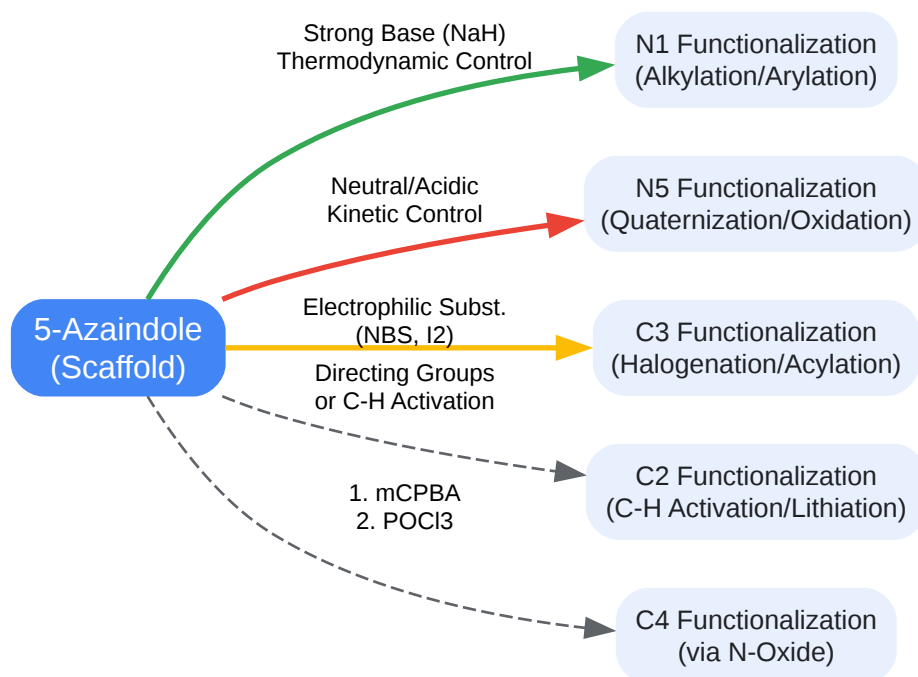 Strong Base (NaH)
Thermodynamic Control
N1 Functionalization
(Alkylation/Arylation)
Neutral/Acidic
Kinetic Control
N5 Functionalization
(Quaternization/Oxidation)
5-Azaindole
(Scaffold)
Electrophilic Subst.
(NBS, I2)
C3 Functionalization
(Halogenation/Acylation)
Directing Groups
or C-H Activation
C2 Functionalization
(C-H Activation/Lithiation)
1. mCPBA
2. POCl3
C4 Functionalization
(via N-Oxide)